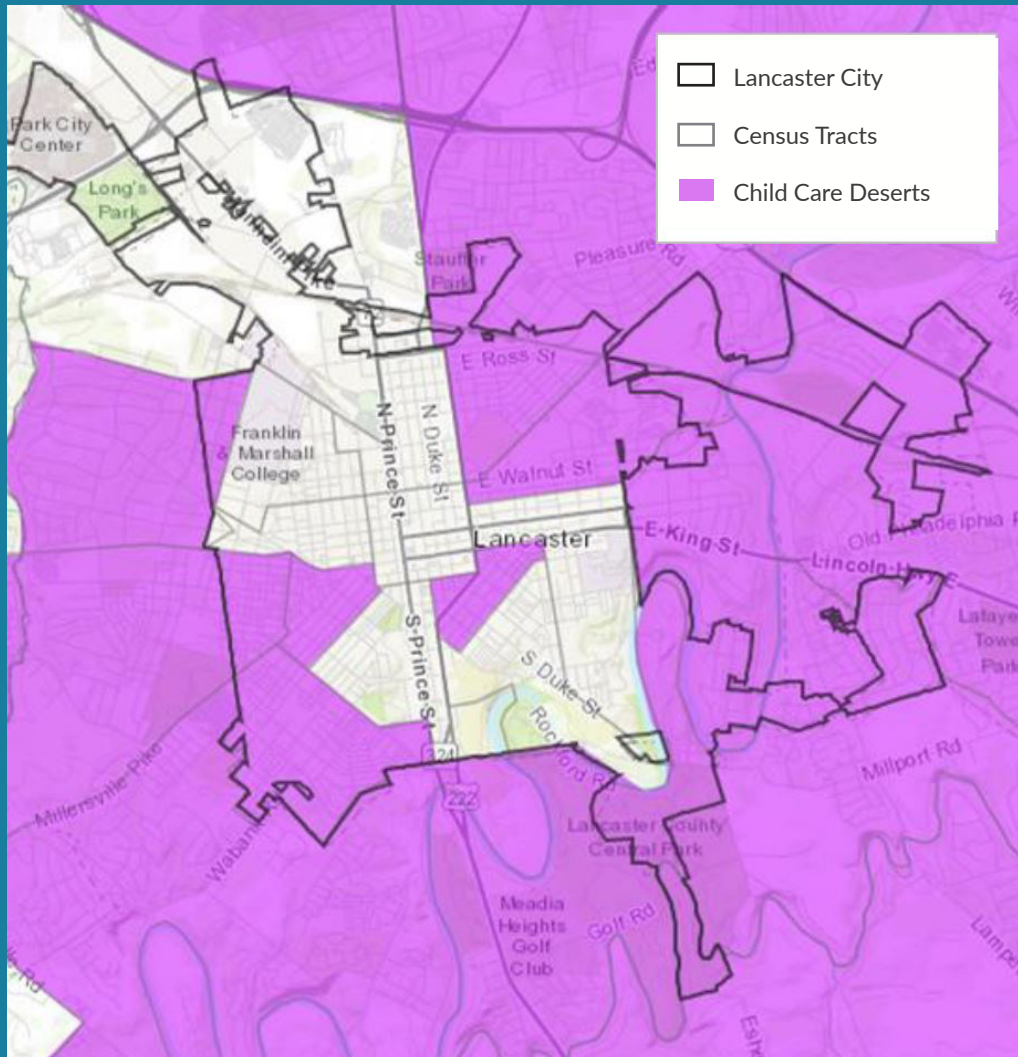 Lancaster City
Census Tracts
Child Care Deserts
Park City
Center
Long's
Park
Stauffer
Park
Pleasure Rd
E Ross St
Franklin
& Marshall
College
N Prince St
N Duke St
E Walnut St
Lancaster
E King St
Old Philadelphia
Lincoln Hwy E
Towe
Park
S Prince St
S Duke St
Rockford Rd
324
222
Millersville Pike
Millport Rd
Lancaster County
Central Park
Meadia
Heights
Golf
Club
Golf Rd